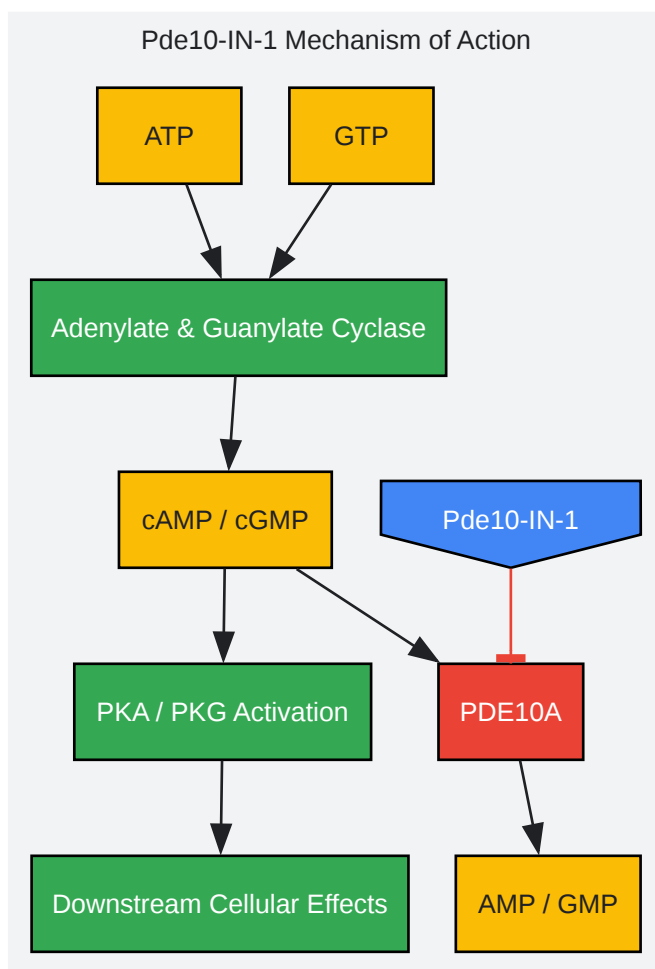 Pde10-IN-1 Mechanism of Action
ATP
GTP
Adenylate & Guanylate Cyclase
cAMP / cGMP
Pde10-IN-1
PKA / PKG Activation
PDE10A
Downstream Cellular Effects
AMP / GMP